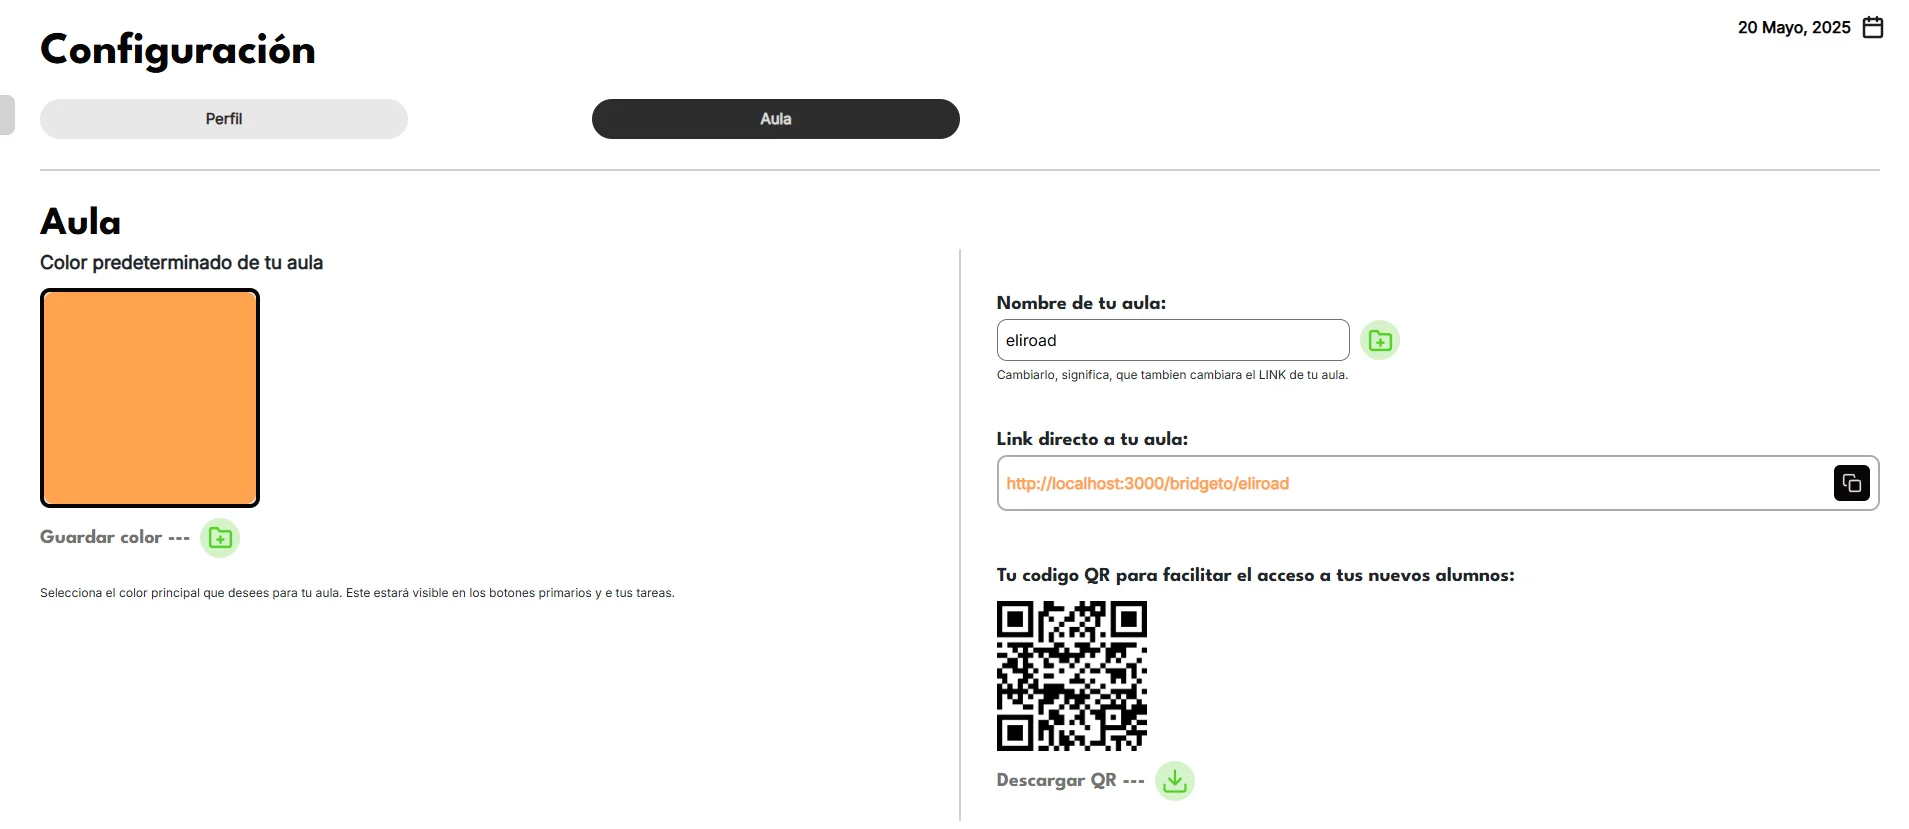 Configuración
20 Mayo, 2025
Perfil
Aula
Aula
Color predeterminado de tu aula
Guardar color ---
Selecciona el color principal que desees para tu aula. Este estará visible en los botones primarios y e tus tareas.
Nombre de tu aula:
eliroad
Cambiarlo, significa, que tambien cambiara el LINK de tu aula.
Link directo a tu aula:
http://localhost:3000/bridgeto/eliroad
Tu codigo QR para facilitar el acceso a tus nuevos alumnos:
Descargar QR ---